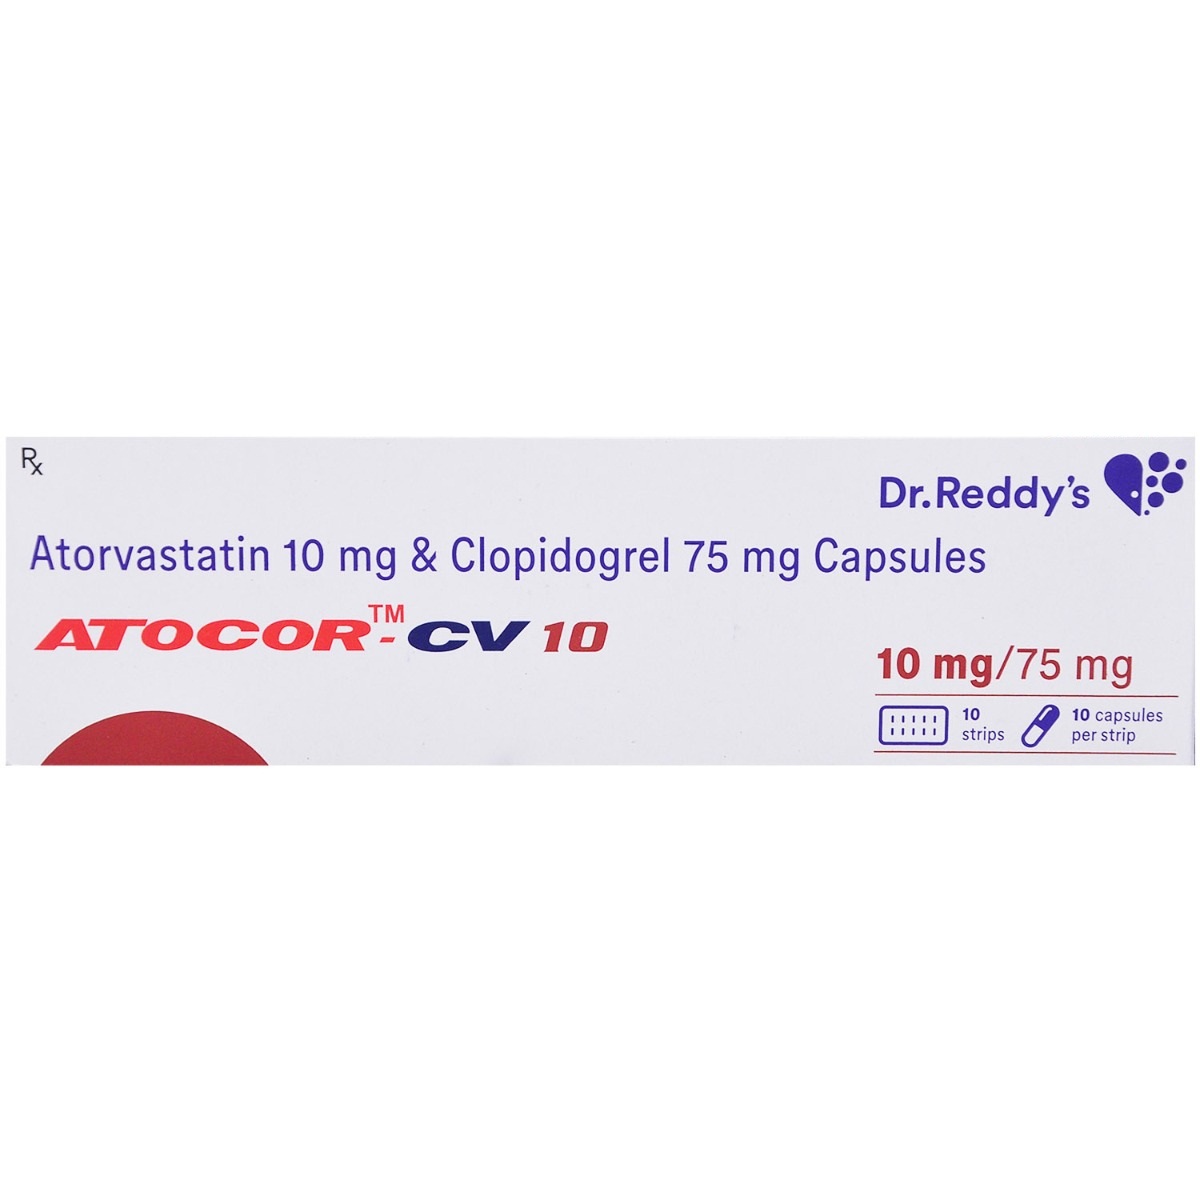 Rx
Dr.Reddy's
Atorvastatin 10 mg & Clopidogrel 75 mg Capsules
ATOCOR™-CV 10
10 mg/75 mg
10 strips
10 capsules per strip